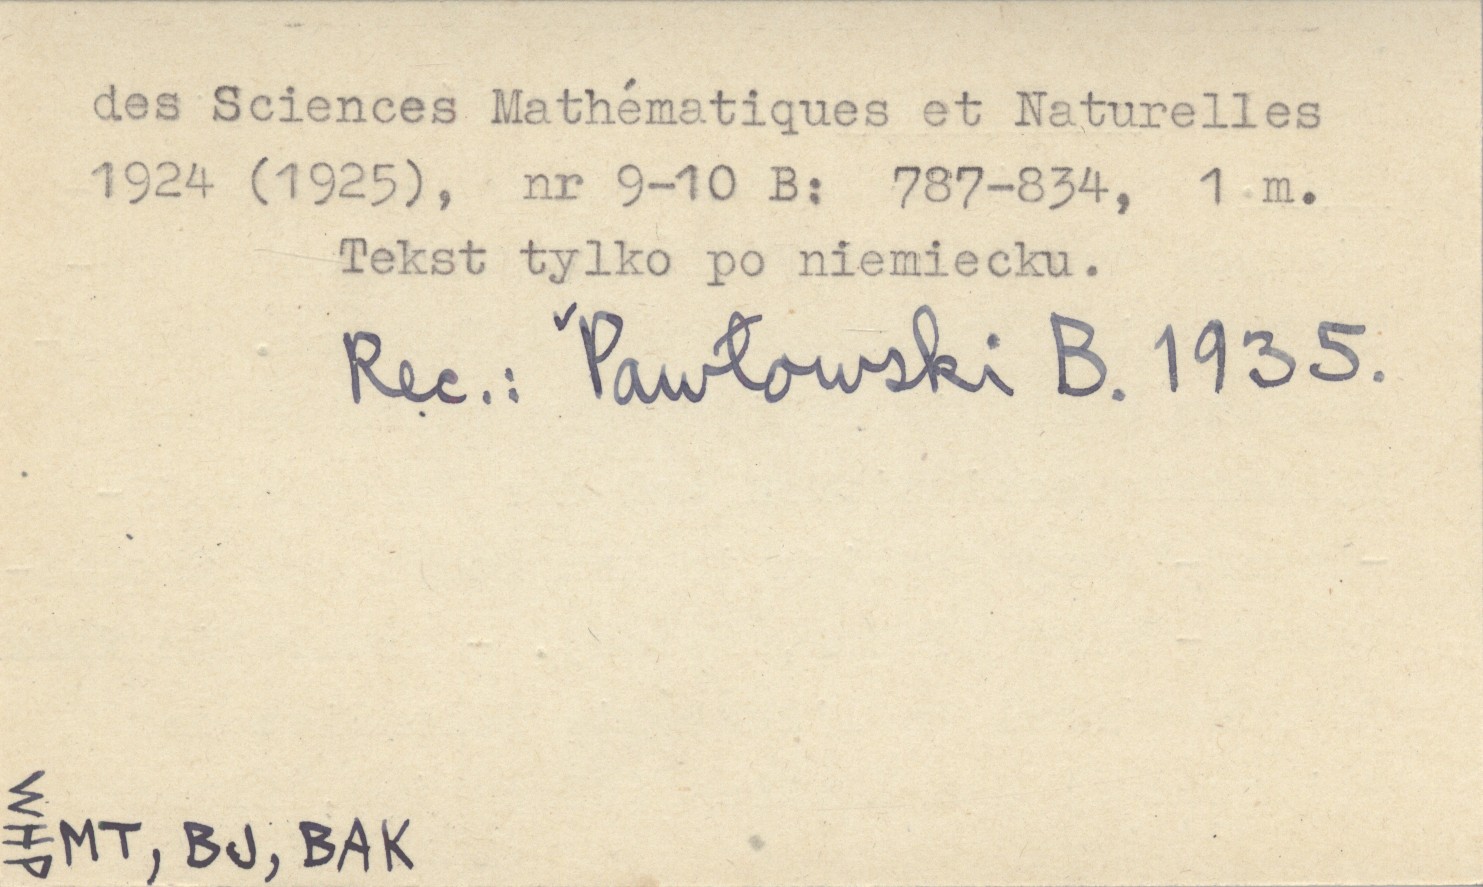 des Sciences Mathématiques et Naturelles
1924 (1925), nr 9-10 B: 787-834, 1 m.
Tekst tylko po niemiecku.
Rec.: ✓Pawłowski B. 1935.
WHP
MT, BJ, BAK